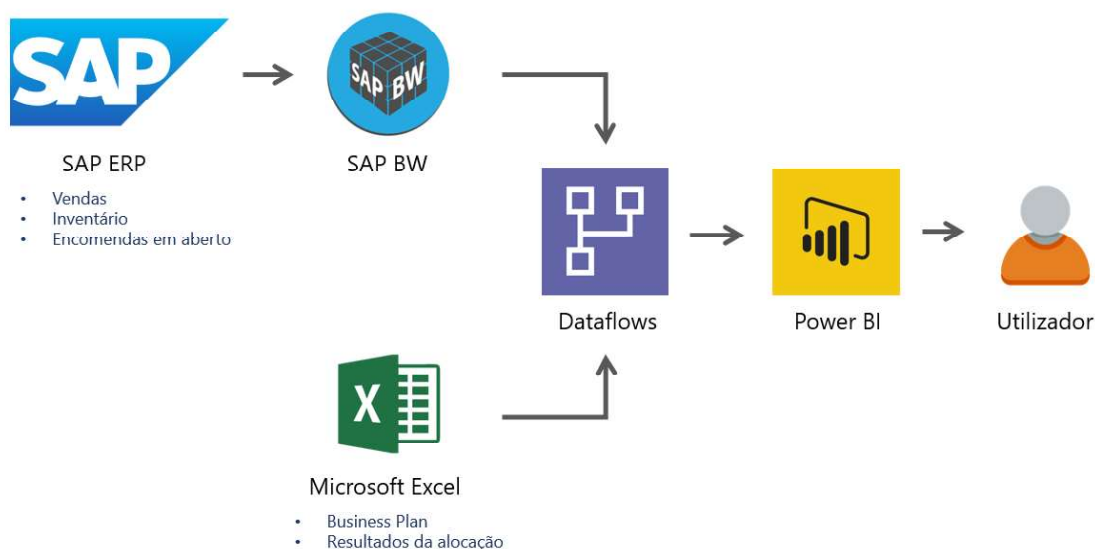 SAP
SAP BW
SAP ERP
SAP BW
• Vendas
• Inventário
• Encomendas em aberto
Dataflows
Power BI
Utilizador
X
Microsoft Excel
• Business Plan
• Resultados da alocação